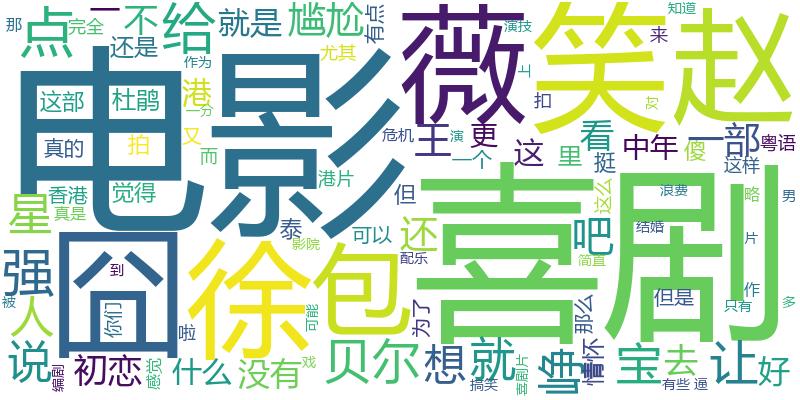 那 完全 一 不 给 就是 尴尬 有点 薇 笑 赵 知道
点 还是 作为 尤其 演技 来
电影 这部 杜鹃 港 一分 上 扣 对
真的 拍 又 危机 演 王 更 看 中年 一部 粤语
而 一个 这 里 挺 傻 这样
香港 觉得 港片 但 喜剧 这么 浪费 略 男
星 真是 泰 可以 还 吧 结婚 片
强 囧 到 徐 影院 包 配乐 简直 但是 作
被 人 你们 啦 可能 为了 那么 只有 多
说 初恋 什么 没有 贝尔 想 就 峥 情怀 宝 去 让 好
编剧 感觉 戏 搞笑 喜剧片 有些 逼